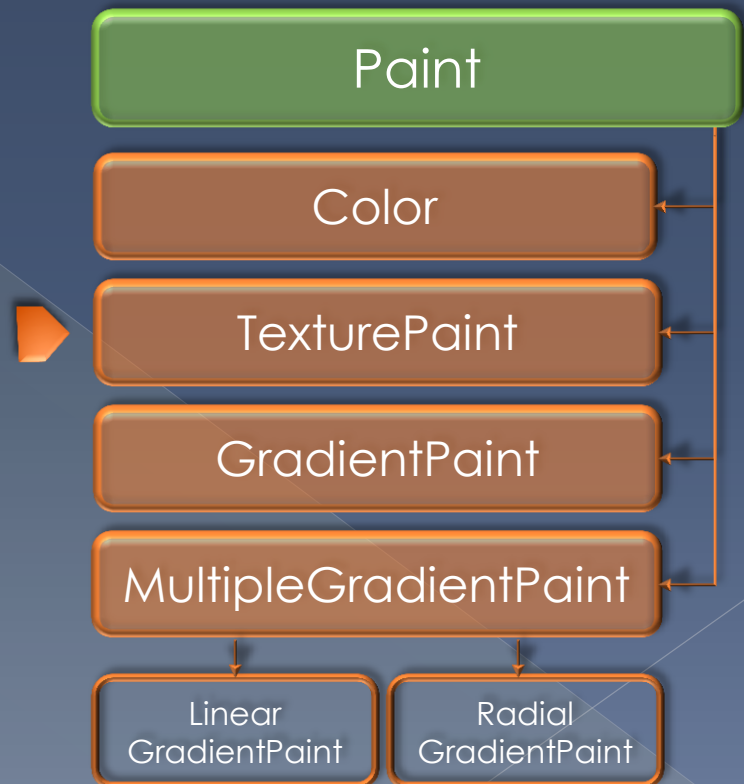 Paint
Color
TexturePaint
GradientPaint
MultipleGradientPaint
Linear
GradientPaint
Radial
GradientPaint